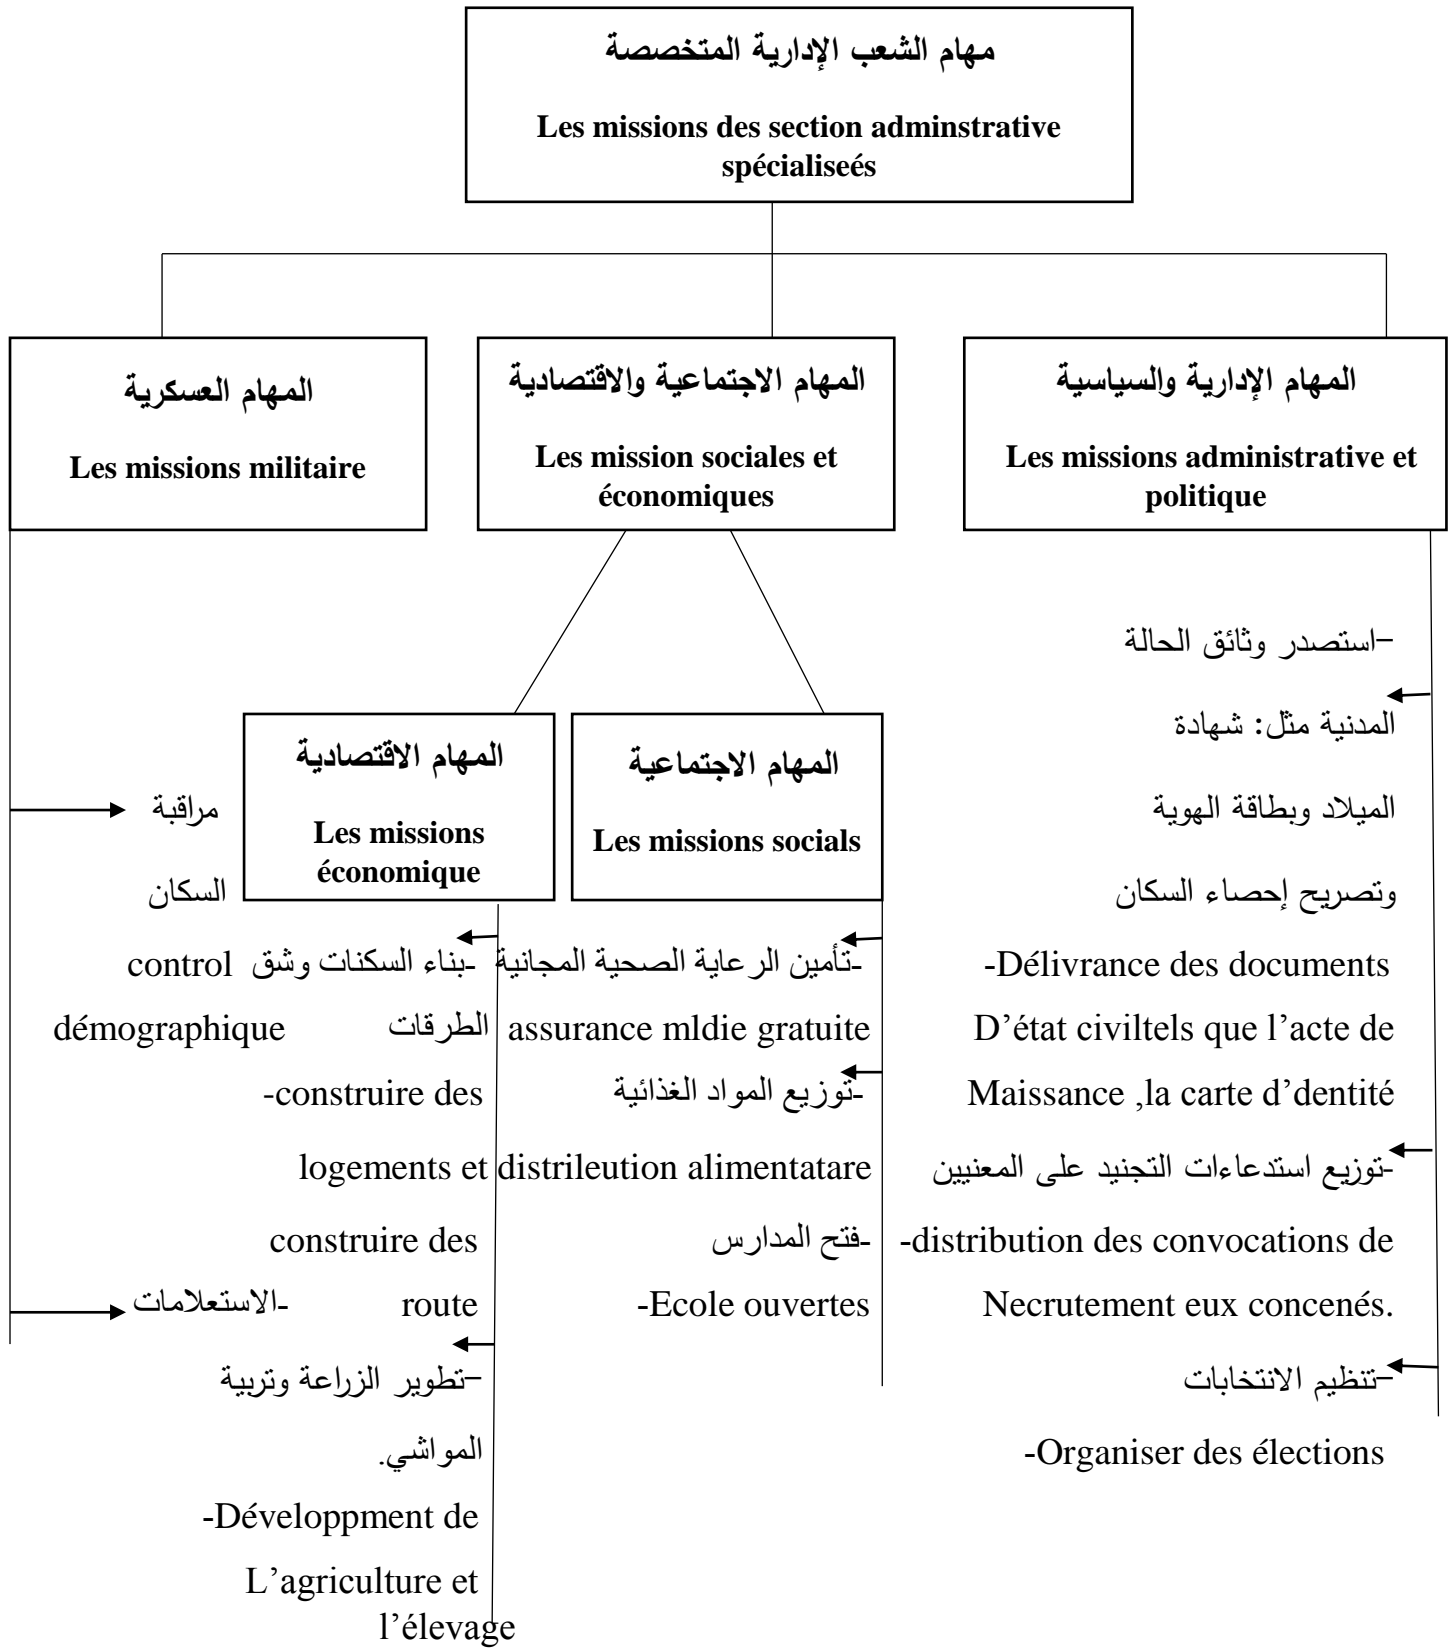 مهام الشعب الإدارية المتخصصة
Les missions des section adminstrative
spécialiseés
المهام الإدارية والسياسية
Les missions administrative et
politique
المهام الاجتماعية والاقتصادية
Les mission sociales et
économiques
المهام العسكرية
Les missions militaire
-استصدر وثائق الحالة
المدنية مثل: شهادة
الميلاد وبطاقة الهوية
وتصريح إحصاء السكان
-Délivrance des documents
D’état civiltels que l’acte de
Maissance ,la carte d’dentité
-توزيع استدعاءات التجنيد على المعنيين
-distribution des convocations de
Necrutement eux concenés.
-تنظيم الانتخابات
-Organiser des élections
المهام الاجتماعية
Les missions socials
-تأمين الرعاية الصحية المجانية
assurance mldie gratuite
-توزيع المواد الغذائية
distrileution alimentatare
-فتح المدارس
-Ecole ouvertes
المهام الاقتصادية
Les missions
économique
-بناء السكنات وشق
الطرقات
-construire des
logements et
construire des
route
-تطوير الزراعة وتربية
المواشي.
-Développment de
L’agriculture et
l’élevage
مراقبة
السكان
control
démographique
-الاستعلامات